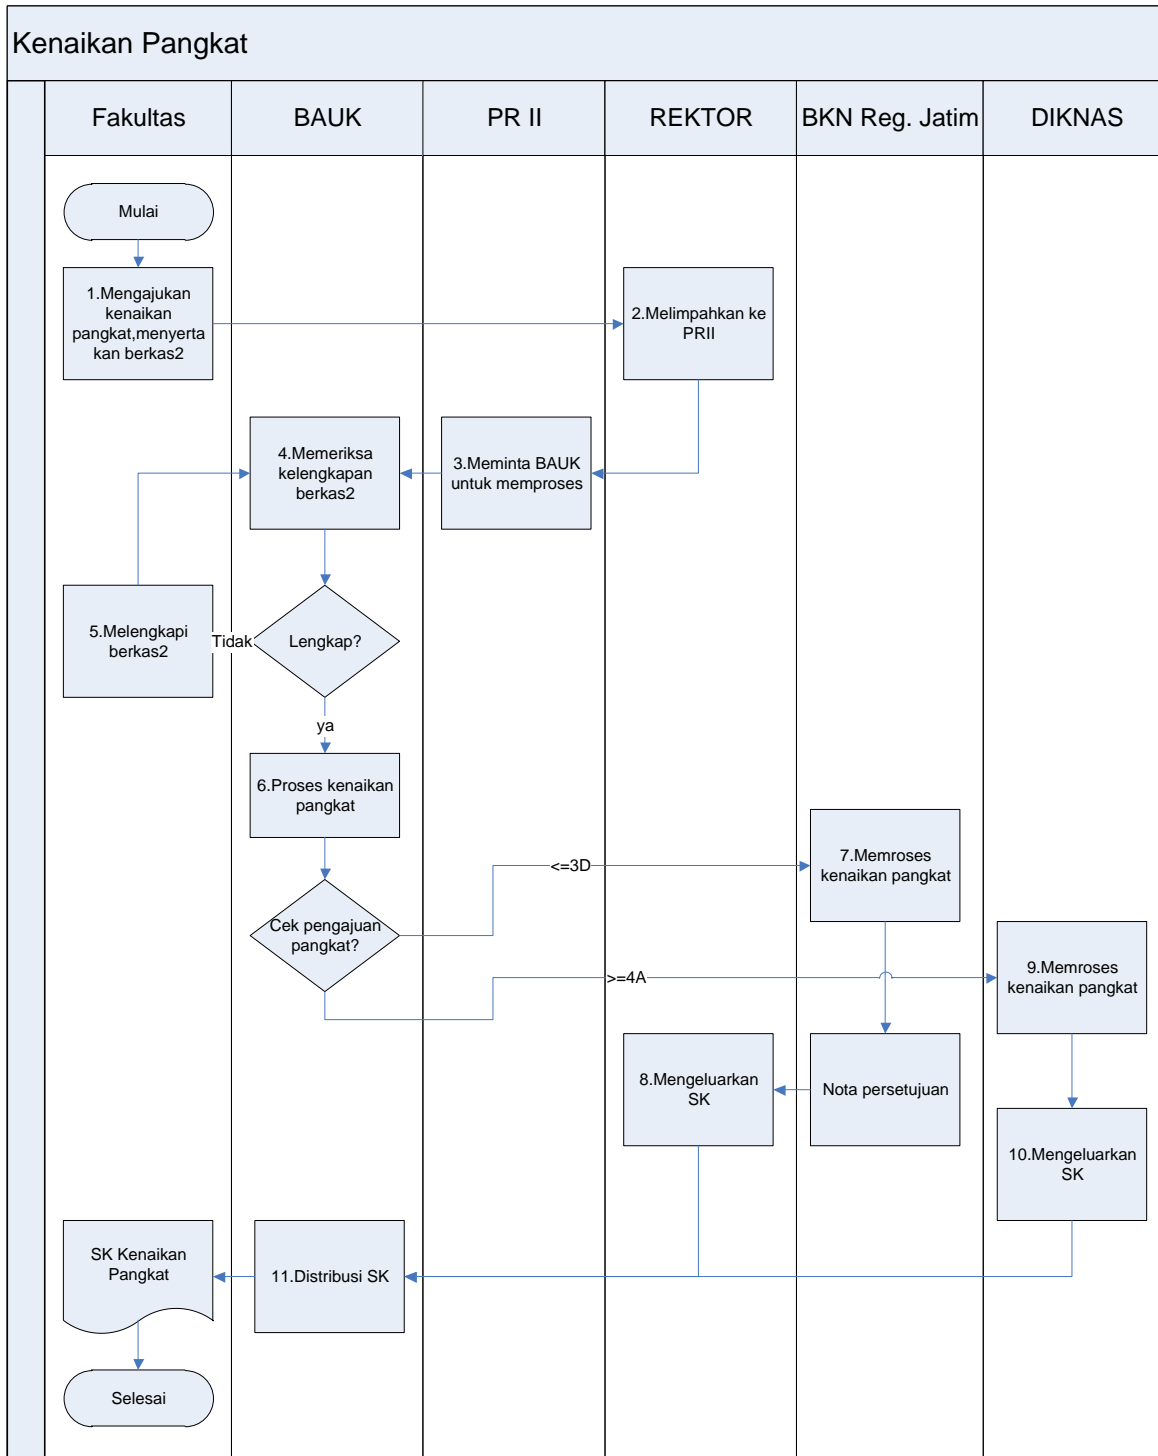 Kenaikan Pangkat
Fakultas
BAUK
PR II
REKTOR
BKN Reg. Jatim
DIKNAS
Mulai
1.Mengajukan
kenaikan
pangkat,menyerta
kan berkas2
2.Melimpahkan ke
PRII
4.Memeriksa
kelengkapan
berkas2
3.Meminta BAUK
untuk memproses
5.Melengkapi
berkas2
Tidak
Lengkap?
ya
6.Proses kenaikan
pangkat
<=3D
7.Memroses
kenaikan pangkat
Cek pengajuan
pangkat?
>=4A
9.Memroses
kenaikan pangkat
8.Mengeluarkan
SK
Nota persetujuan
10.Mengeluarkan
SK
SK Kenaikan
Pangkat
11.Distribusi SK
Selesai